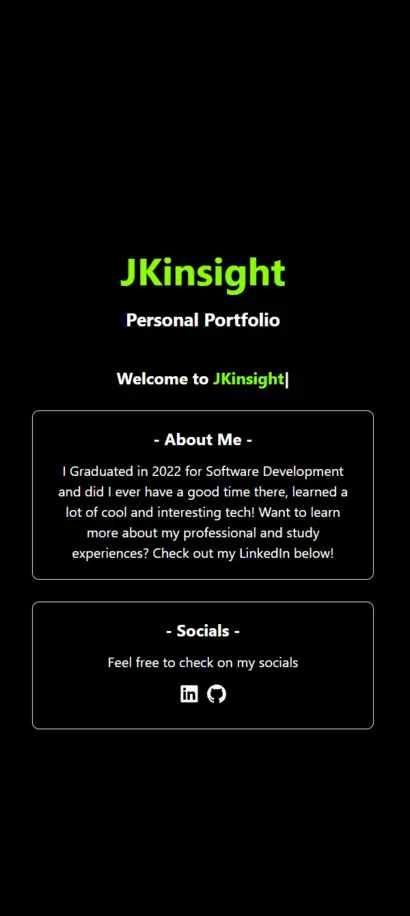 JKinsight
Personal Portfolio
Welcome to JKinsight|
- About Me -
I Graduated in 2022 for Software Development
and did I ever have a good time there, learned a
lot of cool and interesting tech! Want to learn
more about my professional and study
experiences? Check out my LinkedIn below!
- Socials -
Feel free to check on my socials
in